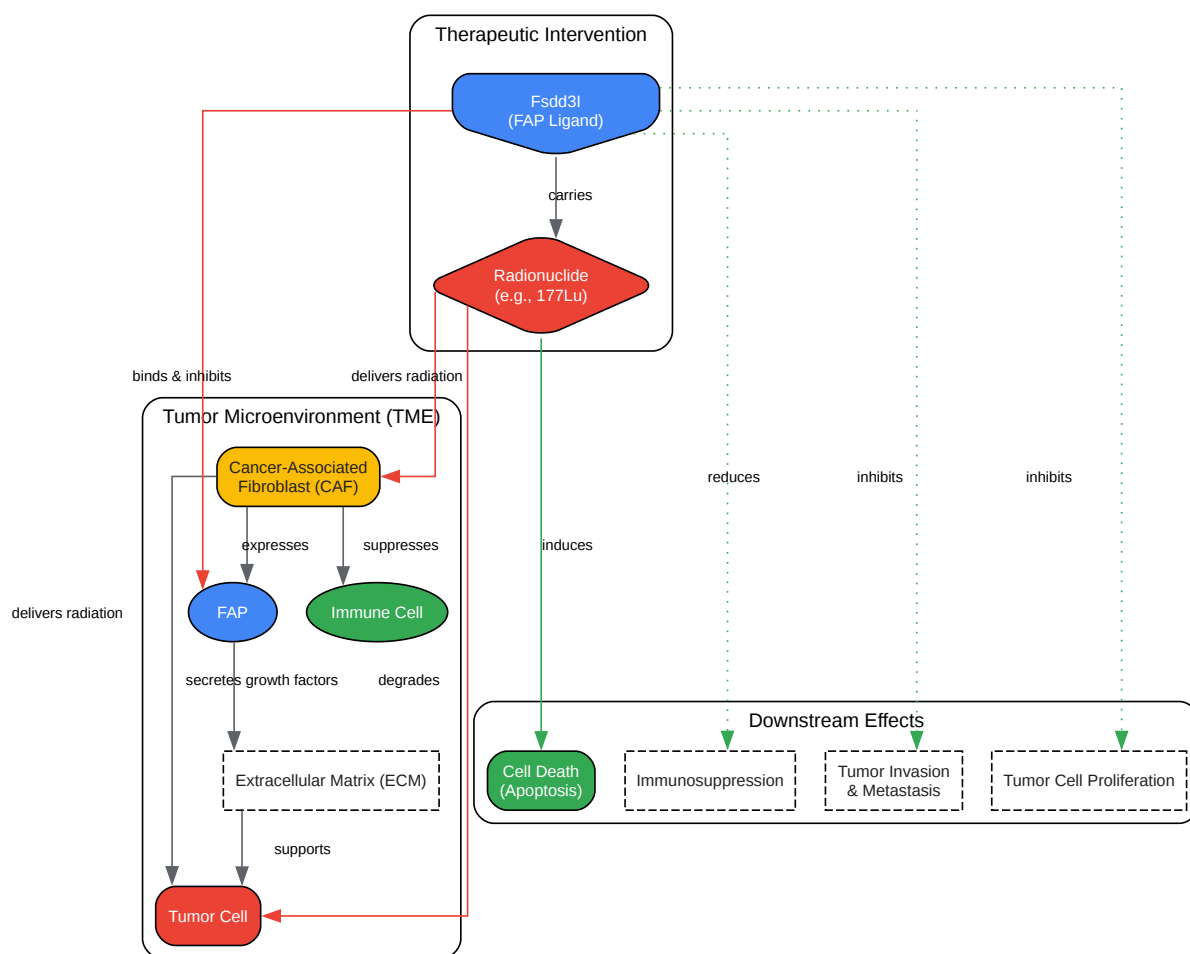 Therapeutic Intervention
Fsdd3I
(FAP Ligand)
carries
Radionuclide
(e.g., 177Lu)
binds & inhibits
delivers radiation
Tumor Microenvironment (TME)
Cancer-Associated
Fibroblast (CAF)
reduces
inhibits
inhibits
expresses
suppresses
induces
delivers radiation
FAP
Immune Cell
secretes growth factors
degrades
Downstream Effects
Extracellular Matrix (ECM)
Cell Death
(Apoptosis)
Immunosuppression
Tumor Invasion
& Metastasis
Tumor Cell Proliferation
supports
Tumor Cell